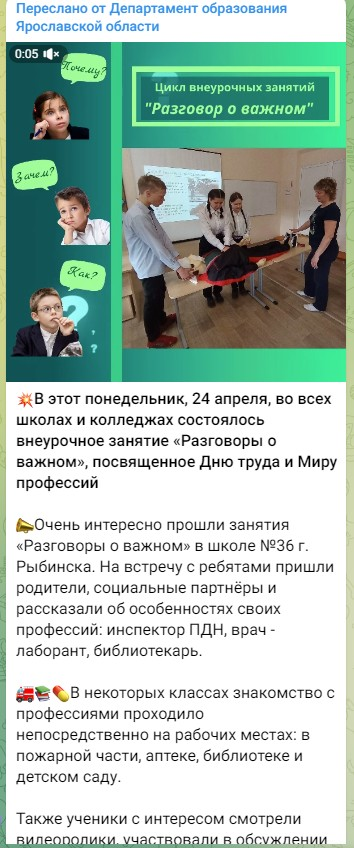 Переслано от Департамент образования
Ярославской области
0:05
Почему?
Цикл внеурочных занятий
"Разговор о важном"
Зачем?
Как?
В этот понедельник, 24 апреля, во всех
школах и колледжах состоялось
внеурочное занятие «Разговоры о
важном», посвященное Дню труда и Миру
профессий
Очень интересно прошли занятия
«Разговоры о важном» в школе №36 г.
Рыбинска. На встречу с ребятами пришли
родители, социальные партнёры и
рассказали об особенностях своих
профессий: инспектор ПДН, врач -
лаборант, библиотекарь.
В некоторых классах знакомство с
профессиями проходило
непосредственно на рабочих местах: в
пожарной части, аптеке, библиотеке и
детском саду.
Также ученики с интересом смотрели
видеоролики, участвовали в обсуждении